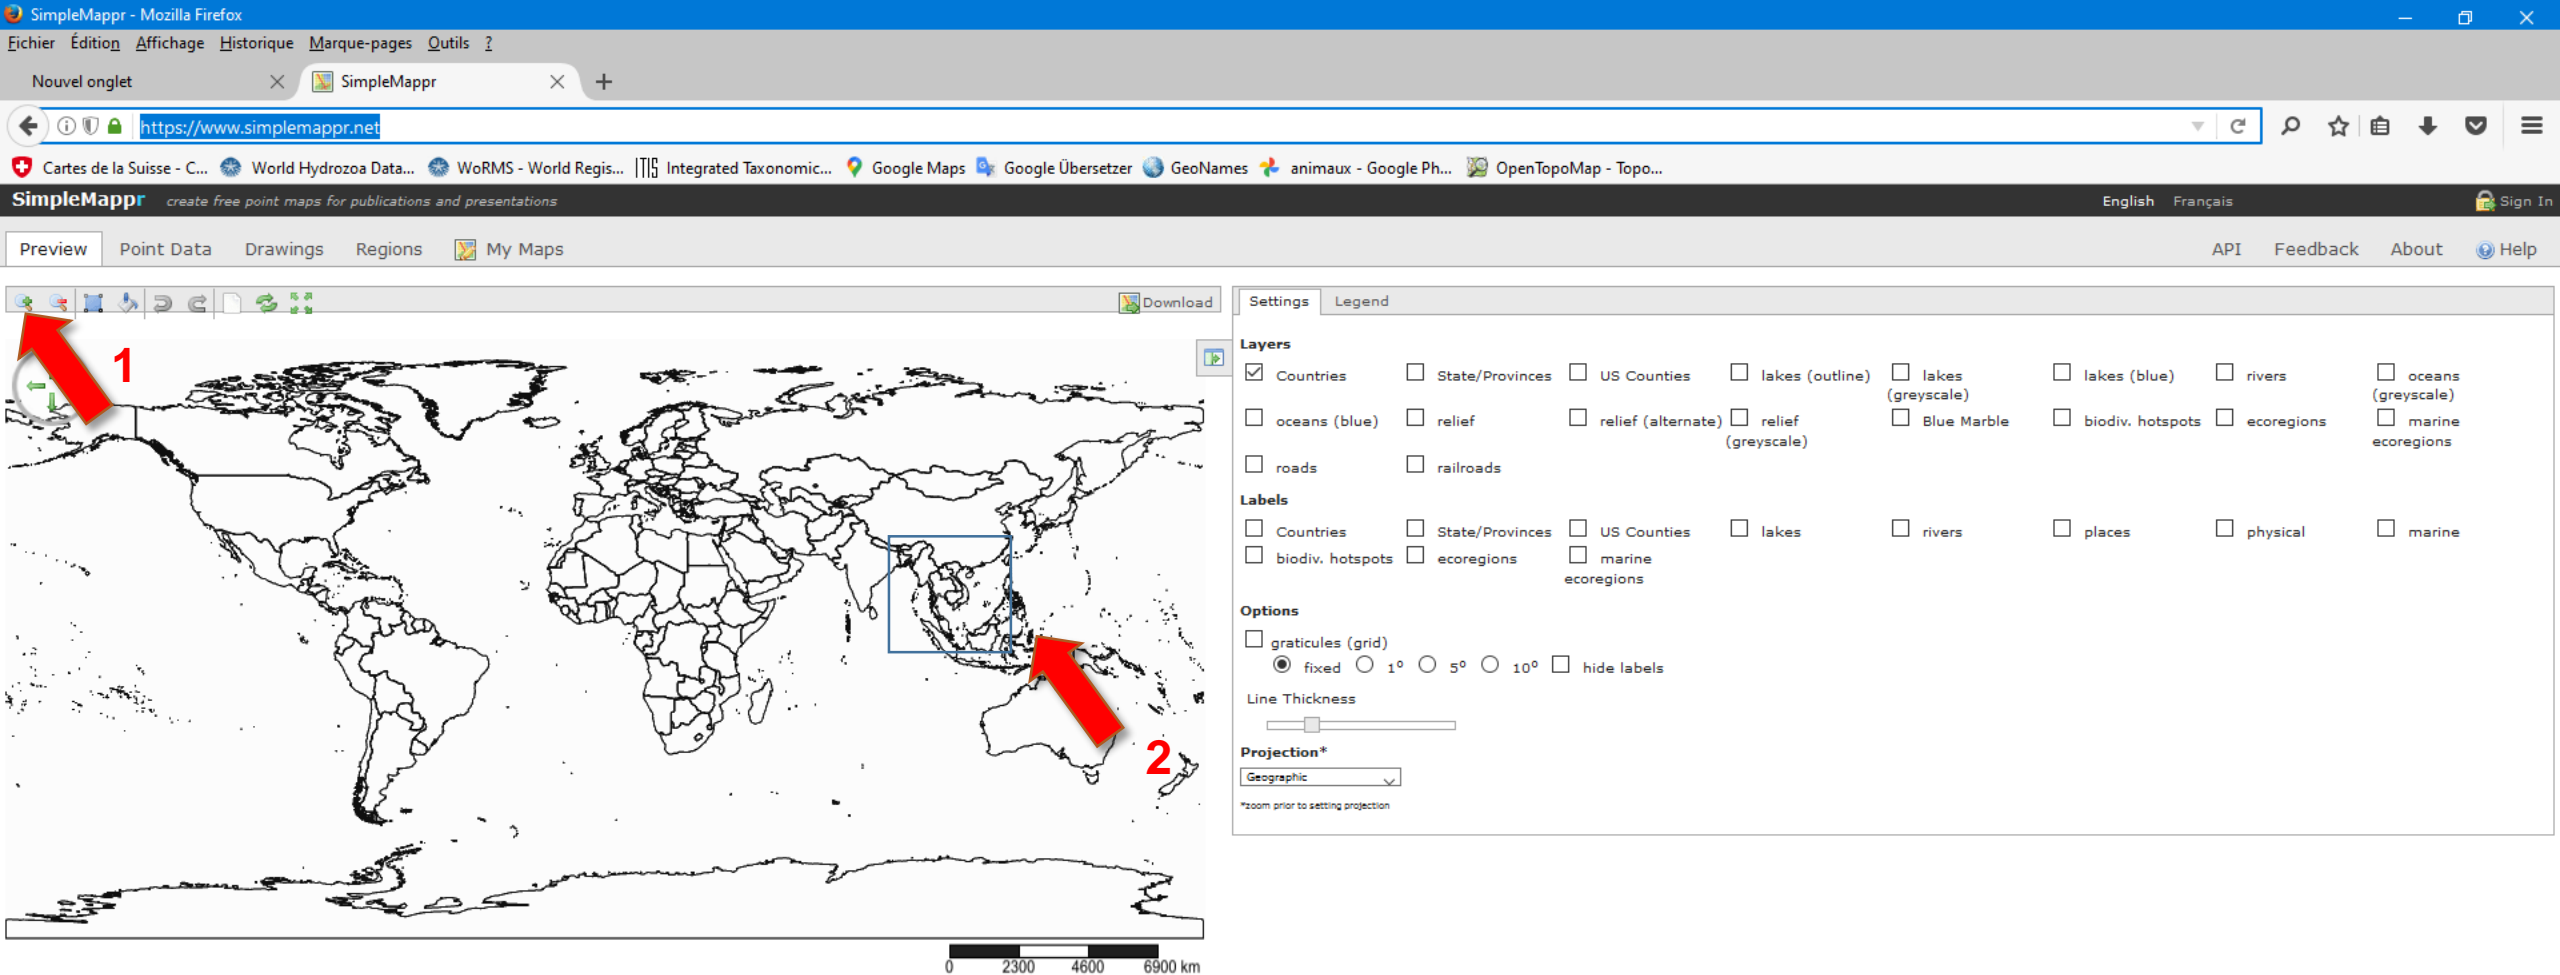 SimpleMappr - Mozilla Firefox
Fichier Édition Affichage Historique Marque-pages Outils ?
Nouvel onglet SimpleMappr
https://www.simplemappr.net
Cartes de la Suisse - C... World Hydrozoa Data... WoRMS - World Regis... ITIS Integrated Taxonomic... Google Maps Google Übersetzer GeoNames animaux - Google Ph... OpenTopoMap - Topo...
SimpleMappr create free point maps for publications and presentations English Français Sign In
Preview Point Data Drawings Regions My Maps API Feedback About Help
Download Settings Legend
1
Layers
Countries State/Provinces US Counties lakes (outline) lakes (greyscale) lakes (blue) rivers oceans (greyscale)
oceans (blue) relief relief (alternate) relief (greyscale) Blue Marble biodiv. hotspots ecoregions marine ecoregions
roads railroads
Labels
Countries State/Provinces US Counties lakes rivers places physical marine
biodiv. hotspots ecoregions marine ecoregions
Options
graticules (grid)
fixed 1º 5º 10º hide labels
Line Thickness
2
Projection*
Geographic
*zoom prior to setting projection
0 2300 4600 6900 km